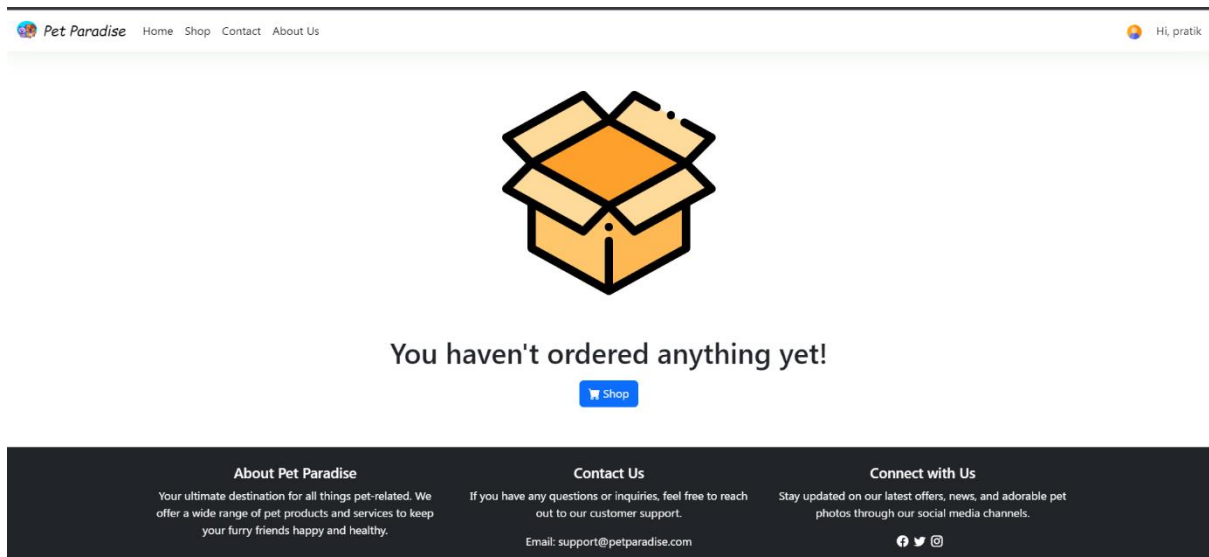 Pet Paradise Home Shop Contact About Us Hi, pratik
You haven't ordered anything yet!
Shop
About Pet Paradise
Your ultimate destination for all things pet-related. We
offer a wide range of pet products and services to keep
your furry friends happy and healthy.
Contact Us
If you have any questions or inquiries, feel free to reach
out to our customer support.
Email: support@petparadise.com
Connect with Us
Stay updated on our latest offers, news, and adorable pet
photos through our social media channels.